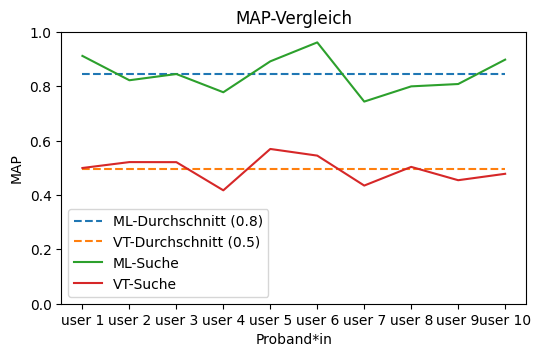 MAP-Vergleich
1.0
0.8
0.6
0.4
0.2
0.0
MAP
ML-Durchschnitt (0.8)
VT-Durchschnitt (0.5)
ML-Suche
VT-Suche
user 1 user 2 user 3 user 4 user 5 user 6 user 7 user 8 user 9 user 10
Proband*in